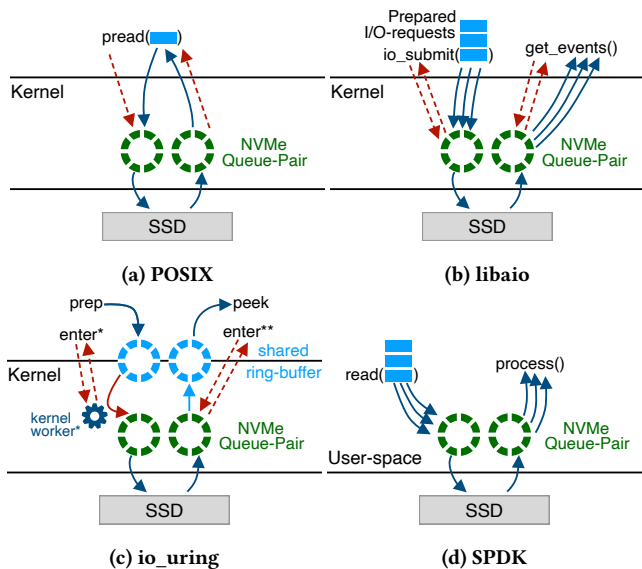 pread(
Kernel
NVMe
Queue-Pair
SSD
(a) POSIX
Prepared
I/O-requests
io_submit(
)
get_events()
Kernel
NVMe
Queue-Pair
SSD
(b) libaio
prep
peek
enter*
enter**
shared
ring-buffer
Kernel
kernel
worker*
NVMe
Queue-Pair
SSD
(c) io_uring
read(
)
process()
NVMe
Queue-Pair
User-space
SSD
(d) SPDK